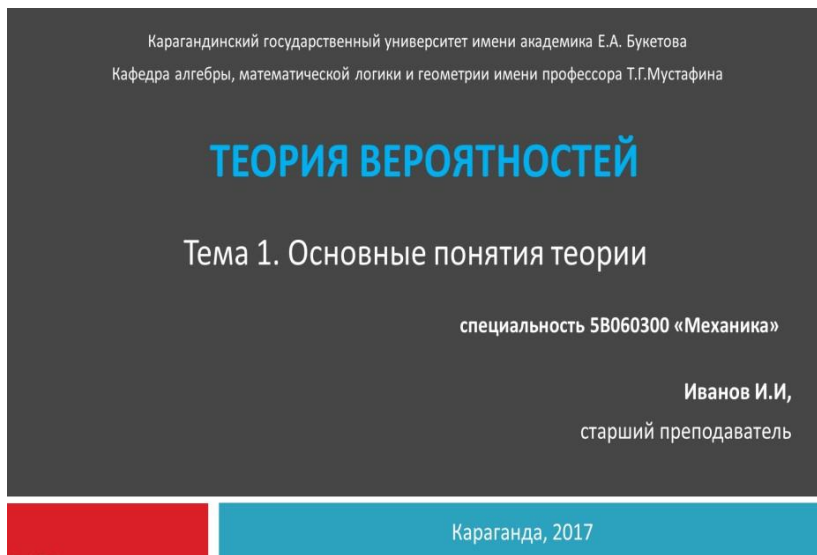 Карагандинский государственный университет имени академика Е.А. Букетова
Кафедра алгебры, математической логики и геометрии имени профессора Т.Г.Мустафина
ТЕОРИЯ ВЕРОЯТНОСТЕЙ
Тема 1. Основные понятия теории
специальность 5В060300 «Механика»
Иванов И.И,
старший преподаватель
Караганда, 2017